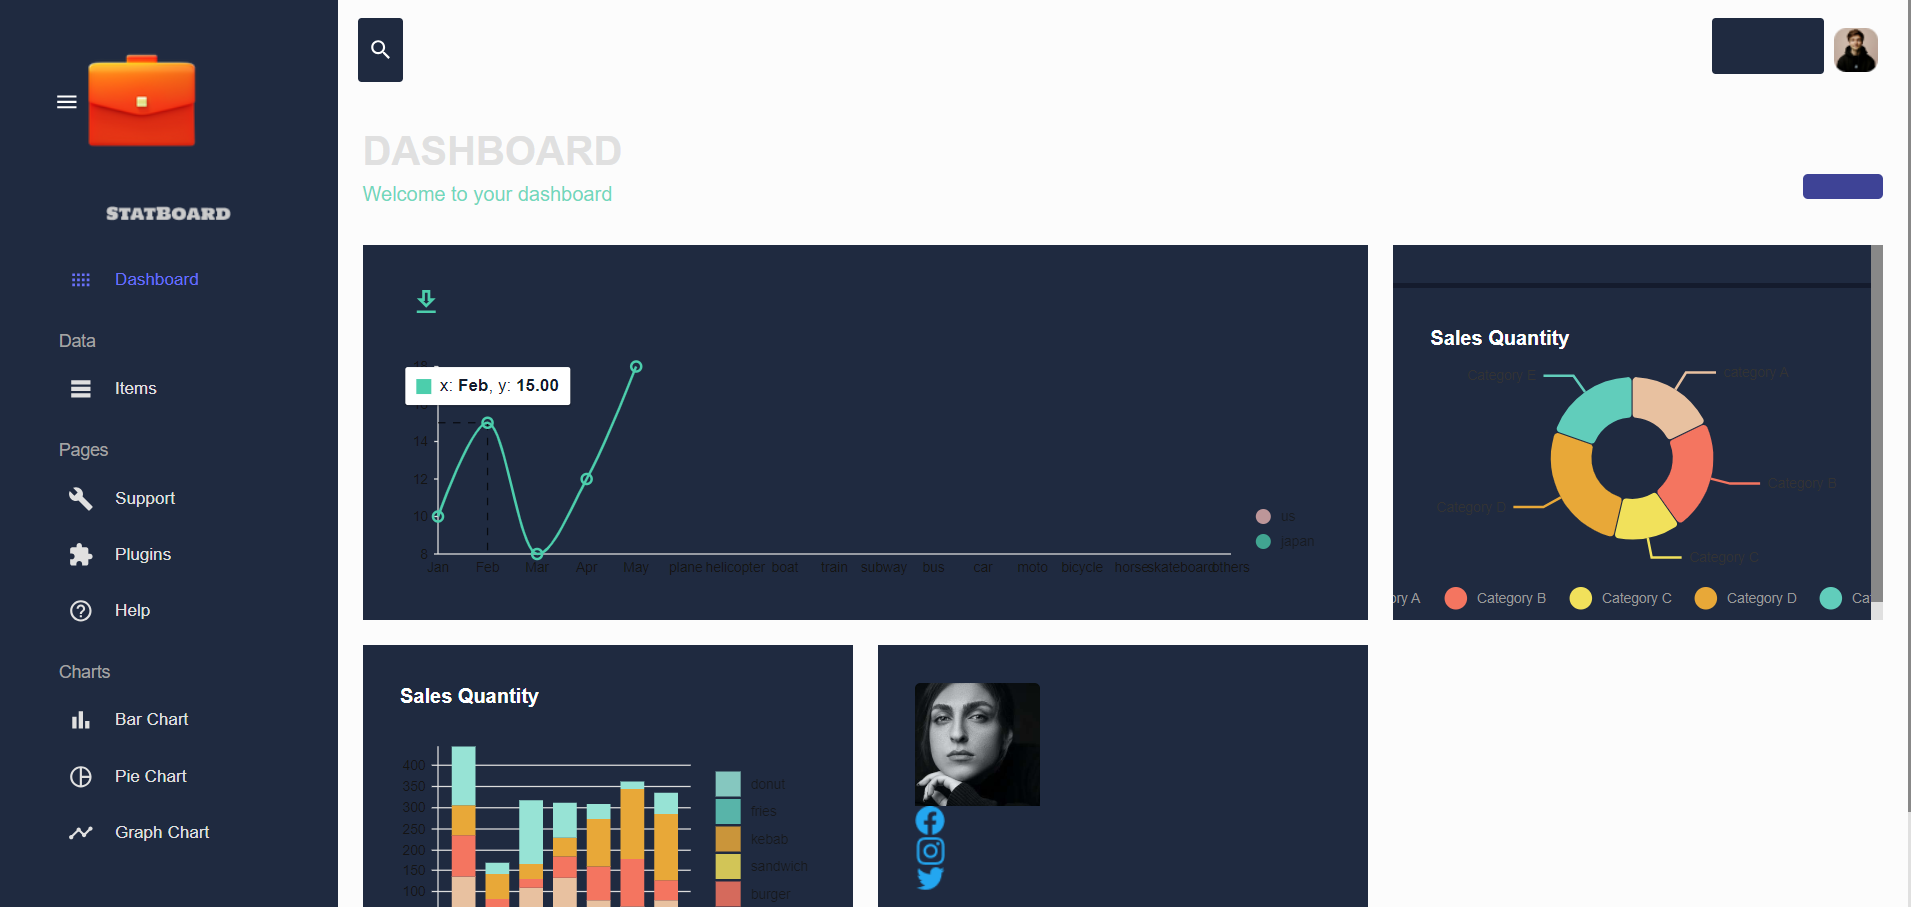 STATBOARD
Dashboard
Data
Items
Pages
Support
Plugins
Help
Charts
Bar Chart
Pie Chart
Graph Chart
DASHBOARD
Welcome to your dashboard
18
x: Feb, y: 15.00
16
14
12
10
8
Jan Feb Mar Apr May plane helicopter boat train subway bus car moto bicycle horse skateboard others
us
japan
Sales Quantity
Category E
category A
Category B
Category D
Category C
ory A Category B Category C Category D Ca
Sales Quantity
400
350
300
250
200
150
100
donut
fries
kebab
sandwich
burger